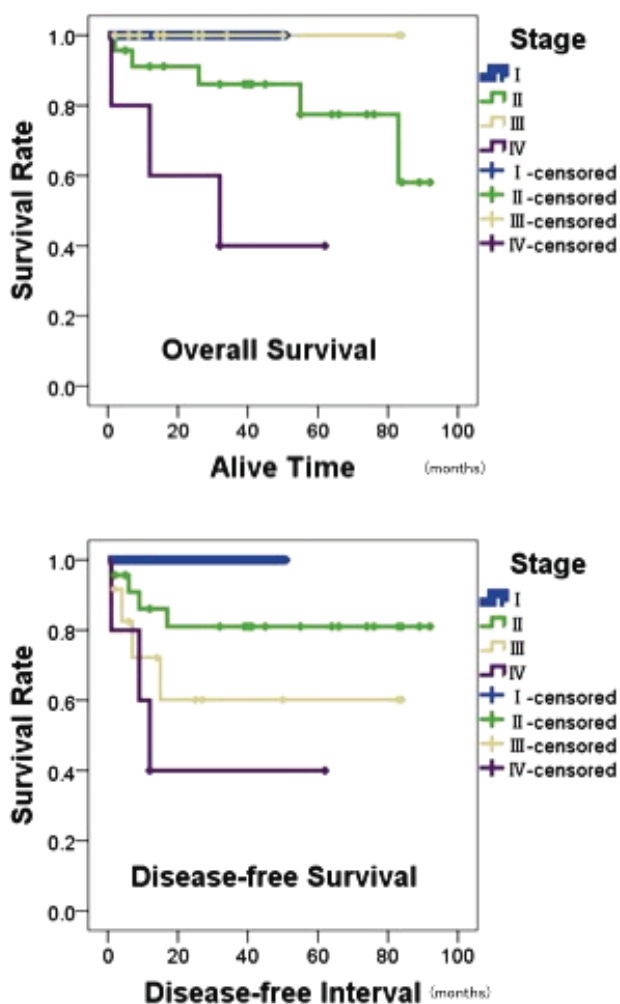 Stage
I
II
III
IV
I-censored
II-censored
III-censored
IV-censored
Survival Rate
1.0
0.8
0.6
0.4
0.2
0.0
Overall Survival
0 20 40 60 80 100
Alive Time (months)
Stage
I
II
III
IV
I-censored
II-censored
III-censored
IV-censored
Survival Rate
1.0
0.8
0.6
0.4
0.2
0.0
Disease-free Survival
0 20 40 60 80 100
Disease-free Interval (months)